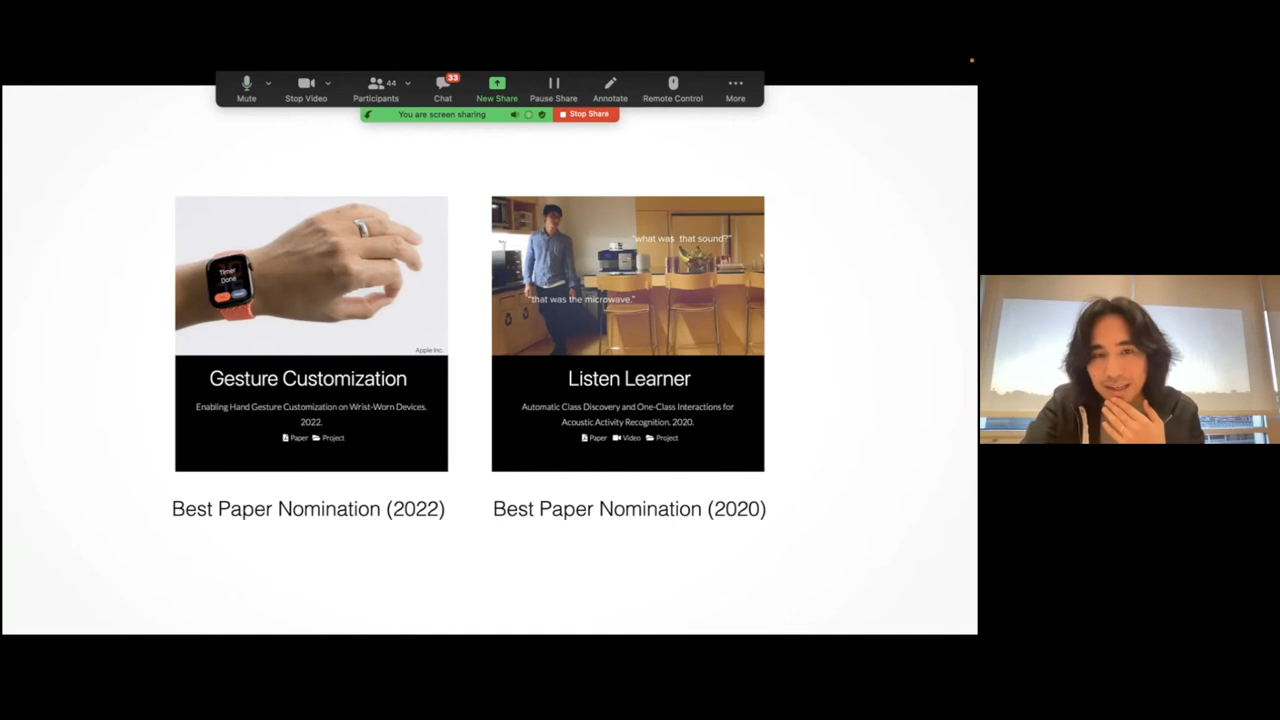 44
33
Mute
Stop Video
Participants
Chat
New Share
Pause Share
Annotate
Remote Control
More
You are screen sharing
Stop Share
Timer
Done
Apple Inc.
Gesture Customization
Enabling Hand Gesture Customization on Wrist-Worn Devices.
2022.
Paper Project
Best Paper Nomination (2022)
"what was that sound?"
"that was the microwave."
Listen Learner
Automatic Class Discovery and One-Class Interactions for
Acoustic Activity Recognition. 2020.
Paper Video Project
Best Paper Nomination (2020)